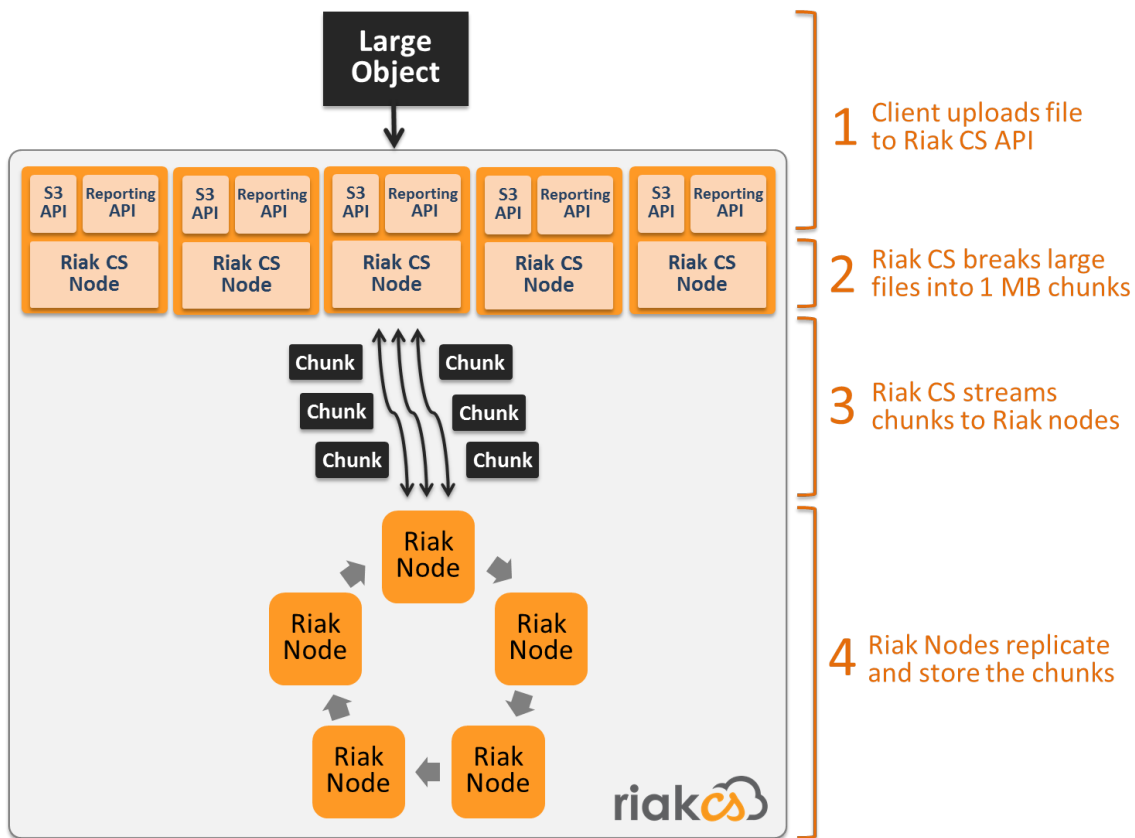 Large
Object
1
Client uploads file
to Riak CS API
S3
API
Reporting
API
S3
API
Reporting
API
S3
API
Reporting
API
S3
API
Reporting
API
S3
API
Reporting
API
Riak CS
Node
Riak CS
Node
Riak CS
Node
Riak CS
Node
Riak CS
Node
2
Riak CS breaks large
files into 1 MB chunks
Chunk
Chunk
Chunk
Chunk
Chunk
Chunk
3
Riak CS streams
chunks to Riak nodes
Riak
Node
Riak
Node
Riak
Node
Riak
Node
Riak
Node
4
Riak Nodes replicate
and store the chunks
riakcs